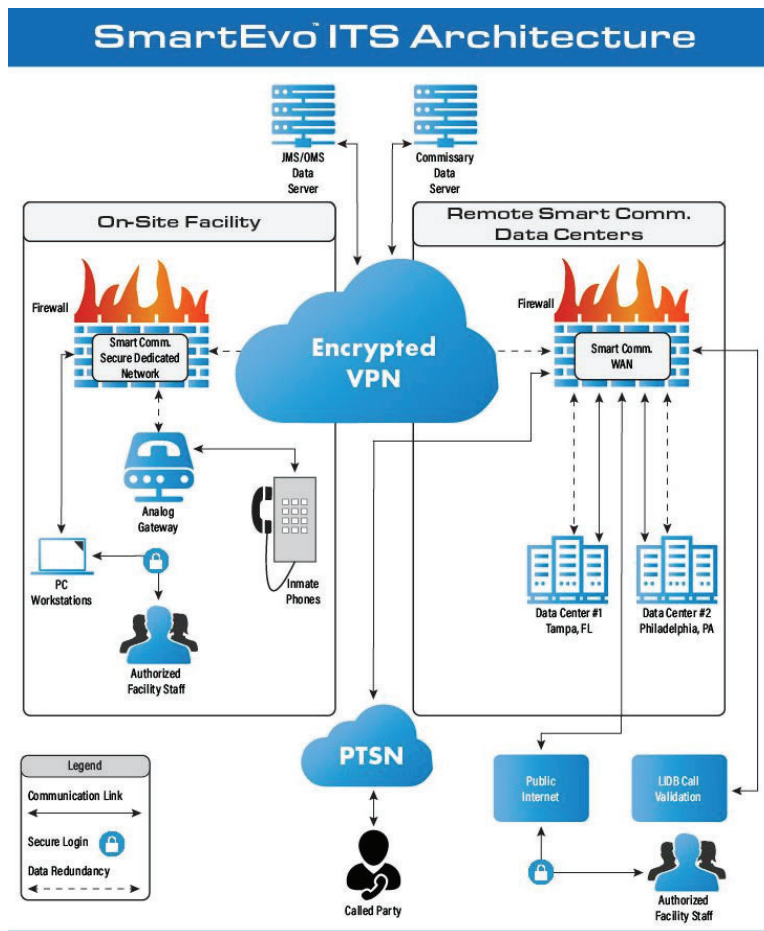 SmartEvo™ ITS Architecture
JMS/OMS
Data
Server
Commissary
Data
Server
On-Site Facility
Remote Smart Comm.
Data Centers
Firewall
Smart Comm.
Secure Dedicated
Network
Encrypted
VPN
Firewall
Smart Comm.
WAN
Analog
Gateway
PC
Workstations
Inmate
Phones
Authorized
Facility Staff
Data Center #1
Tampa, FL
Data Center #2
Philadelphia, PA
PTSN
Called Party
Public
Internet
LIDB Call
Validation
Authorized
Facility Staff
Legend
Communication Link
Secure Login
Data Redundancy